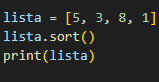 lista = [5, 3, 8, 1]
lista.sort()
print(lista)